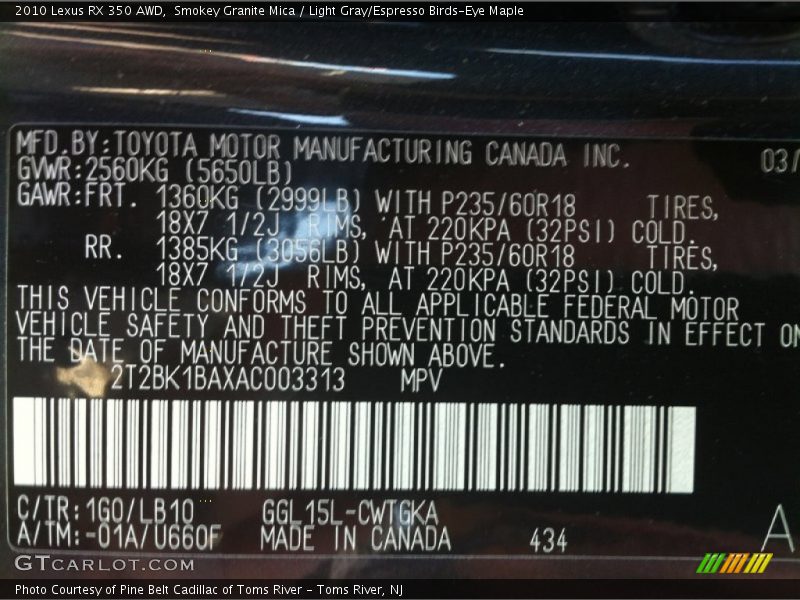 2010 Lexus RX 350 AWD, Smokey Granite Mica / Light Gray/Espresso Birds-Eye Maple
MFD.BY:TOYOTA MOTOR MANUFACTURING CANADA INC. 03/
GVWR:2560KG (5650LB)
GAWR:FRT. 1360KG (2999LB) WITH P235/60R18 TIRES,
18X7 1/2J RIMS, AT 220KPA (32PSI) COLD.
RR. 1385KG (3056LB) WITH P235/60R18 TIRES,
18X7 1/2J RIMS, AT 220KPA (32PSI) COLD.
THIS VEHICLE CONFORMS TO ALL APPLICABLE FEDERAL MOTOR
VEHICLE SAFETY AND THEFT PREVENTION STANDARDS IN EFFECT ON
THE DATE OF MANUFACTURE SHOWN ABOVE.
2T2BK1BAXAC003313 MPV
C/TR:1G0/LB10 GGL15L-CWTGKA
A/TM:-01A/U660F MADE IN CANADA 434 A
GTCARLOT.COM
Photo Courtesy of Pine Belt Cadillac of Toms River - Toms River, NJ